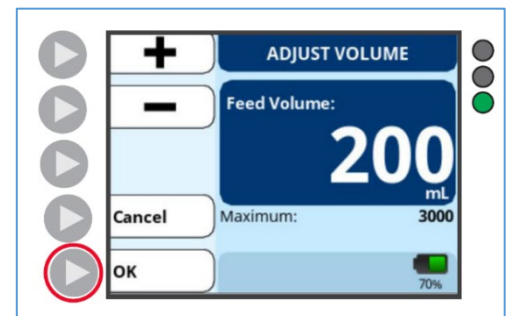 +
ADJUST VOLUME
−
Feed Volume:
200
mL
Cancel
Maximum: 3000
OK
70%